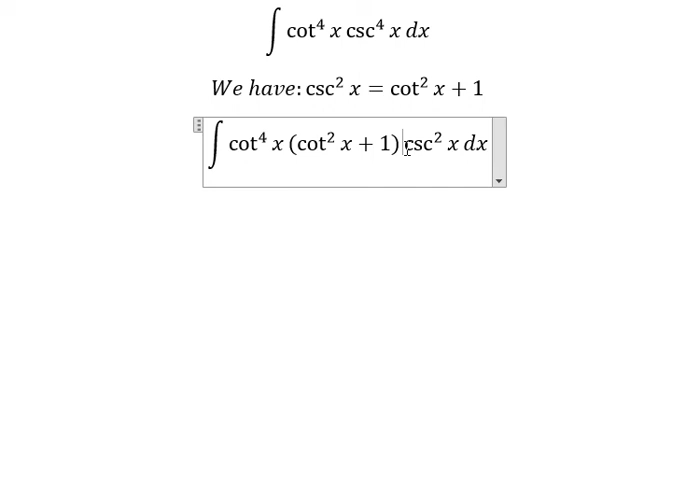 ∫ cot⁴ x csc⁴ x dx
We have: csc² x = cot² x + 1
∫ cot⁴ x (cot² x + 1) csc² x dx